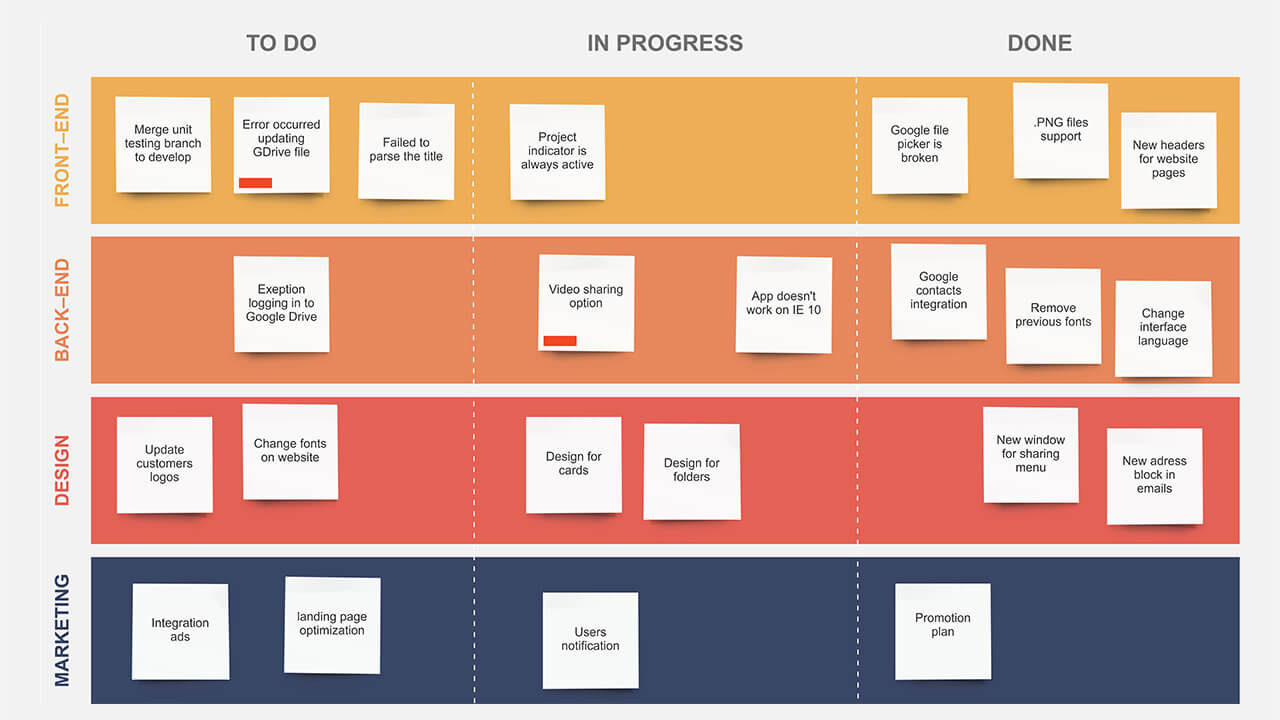 TO DO
IN PROGRESS
DONE
FRONT–END
Merge unit
testing branch
to develop
Error occurred
updating
GDrive file
Failed to
parse the title
Project
indicator is
always active
Google file
picker is
broken
.PNG files
support
New headers
for website
pages
BACK–END
Exeption
logging in to
Google Drive
Video sharing
option
App doesn't
work on IE 10
Google
contacts
integration
Remove
previous fonts
Change
interface
language
DESIGN
Update
customers
logos
Change fonts
on website
Design for
cards
Design for
folders
New window
for sharing
menu
New adress
block in
emails
MARKETING
Integration
ads
landing page
optimization
Users
notification
Promotion
plan